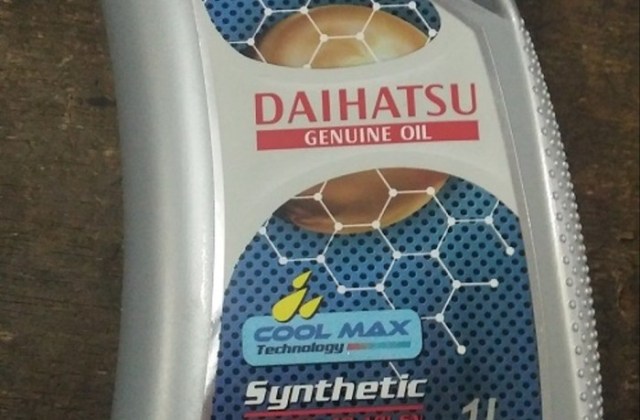 DAIHATSU
GENUINE OIL
COOL MAX
Technology
Synthetic
1L